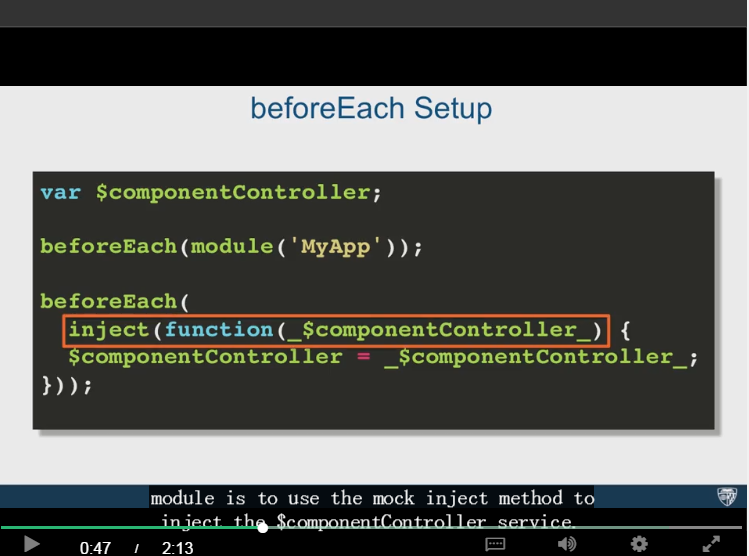 beforeEach Setup
var $componentController;
beforeEach(module('MyApp'));
beforeEach(
inject(function(_$componentController_) {
$componentController = _$componentController_;
}));
module is to use the mock inject method to
inject the $componentController service.
0:47 / 2:13